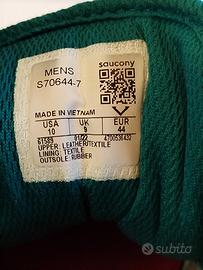 MENS
saucony
S70644-7
MADE IN VIETNAM
USA UK EUR
10 9 44
61589
UPPER: LEATHER/TEXTILE
LINING: TEXTILE
OUTSOLE: RUBBER
subito